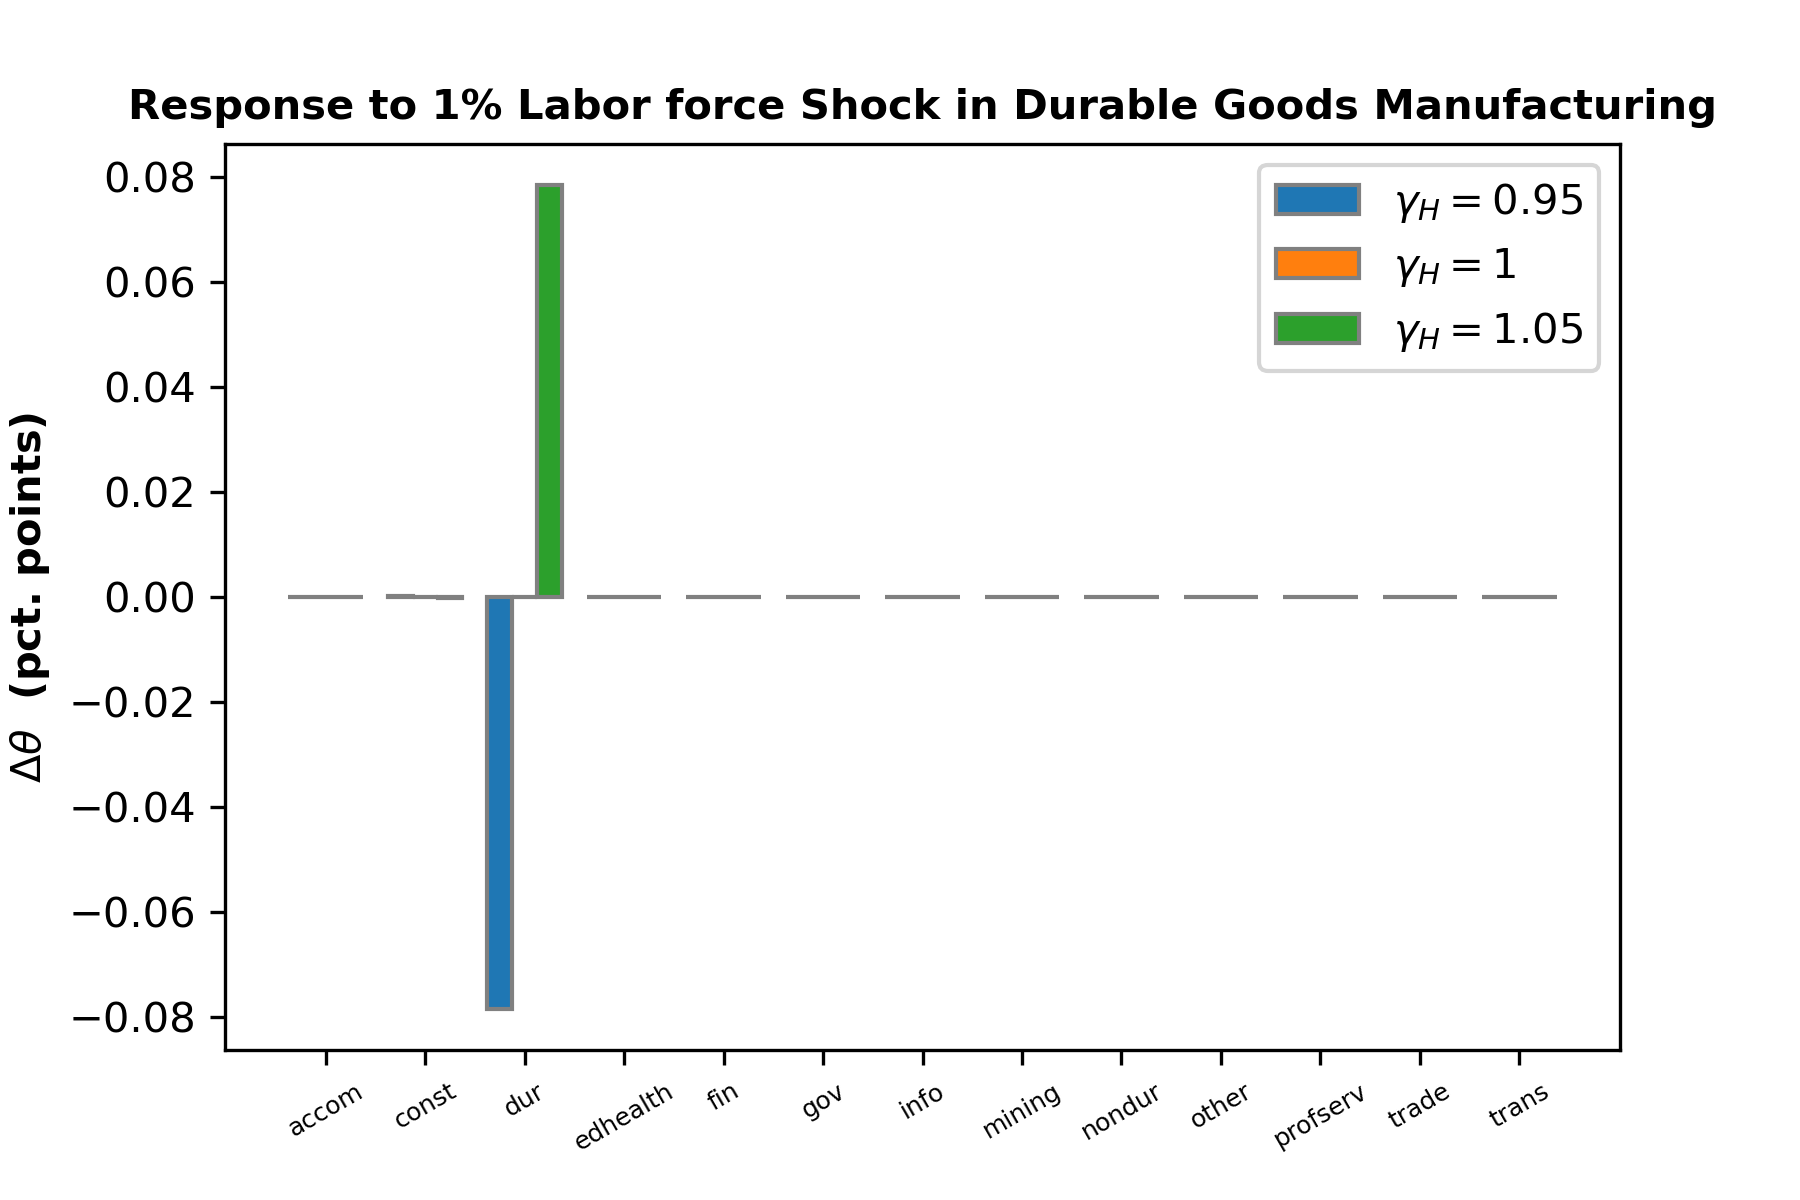 Response to 1% Labor force Shock in Durable Goods Manufacturing
Δθ (pct. points)
0.08
0.06
0.04
0.02
0.00
−0.02
−0.04
−0.06
−0.08
γH = 0.95
γH = 1
γH = 1.05
accom
const
dur
edhealth
fin
gov
info
mining
nondur
other
profserv
trade
trans